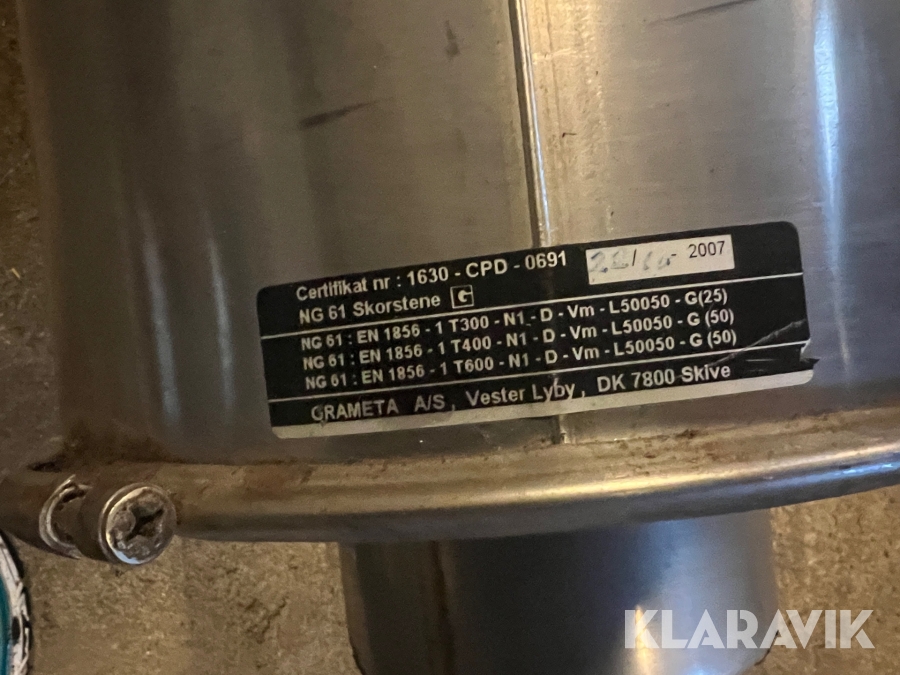 Certifikat nr : 1630 - CPD - 0691 2007
NG 61 Skorstene G
NG 61 : EN 1856 - 1 T300 - N1 - D - Vm - L50050 - G(25)
NG 61 : EN 1856 - 1 T400 - N1 - D - Vm - L50050 - G (50)
NG 61 : EN 1856 - 1 T600 - N1 - D - Vm - L50050 - G (50)
GRAMETA A/S, Vester Lyby, DK 7800 Skive
KLARAVIK